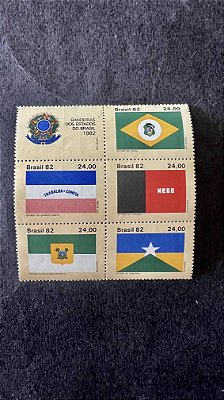 BANDEIRAS
DOS ESTADOS
DO BRASIL
1982
Brasil 82 24,00
Brasil 82 24,00
TRABALHA E CONFIA
Brasil 82 24,00
NEGO
Brasil 82 24,00
Brasil 82 24,00